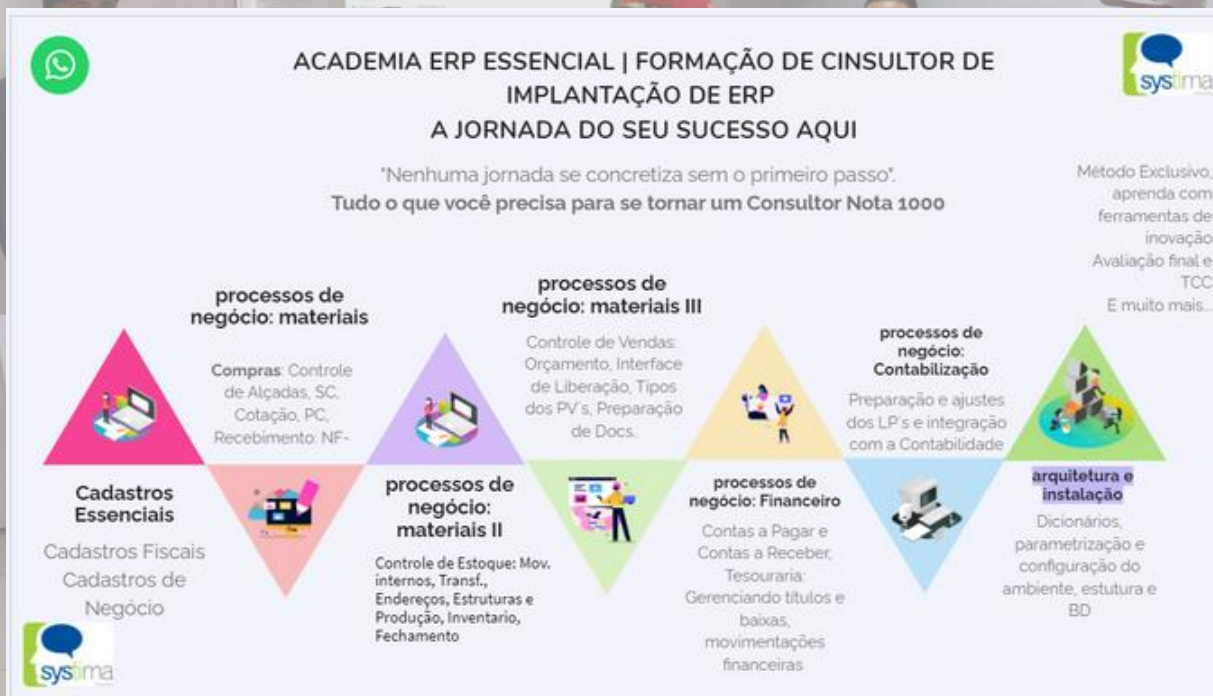 ACADEMIA ERP ESSENCIAL | FORMAÇÃO DE CINSULTOR DE
IMPLANTAÇÃO DE ERP
A JORNADA DO SEU SUCESSO AQUI
systima
"Nenhuma jornada se concretiza sem o primeiro passo".
Tudo o que você precisa para se tornar um Consultor Nota 1000
Método Exclusivo,
aprenda com
ferramentas de
inovação
Avaliação final e
TCC
E muito mais...
Cadastros
Essenciais
Cadastros Fiscais
Cadastros de
Negócio
processos de
negócio: materiais
Compras: Controle
de Alçadas, SC,
Cotação, PC,
Recebimento: NF-
processos de
negócio:
materiais II
Controle de Estoque: Mov.
internos, Transf.,
Endereços, Estruturas e
Produção, Inventario,
Fechamento
processos de
negócio: materiais III
Controle de Vendas:
Orçamento, Interface
de Liberação, Tipos
dos PV's, Preparação
de Docs.
processos de
negócio: Financeiro
Contas a Pagar e
Contas a Receber,
Tesouraria:
Gerenciando títulos e
baixas,
movimentações
financeiras
processos de
negócio:
Contabilização
Preparação e ajustes
dos LP's e integração
com a Contabilidade
arquitetura e
instalação
Dicionários,
parametrização e
configuração do
ambiente, estutura e
BD
systima